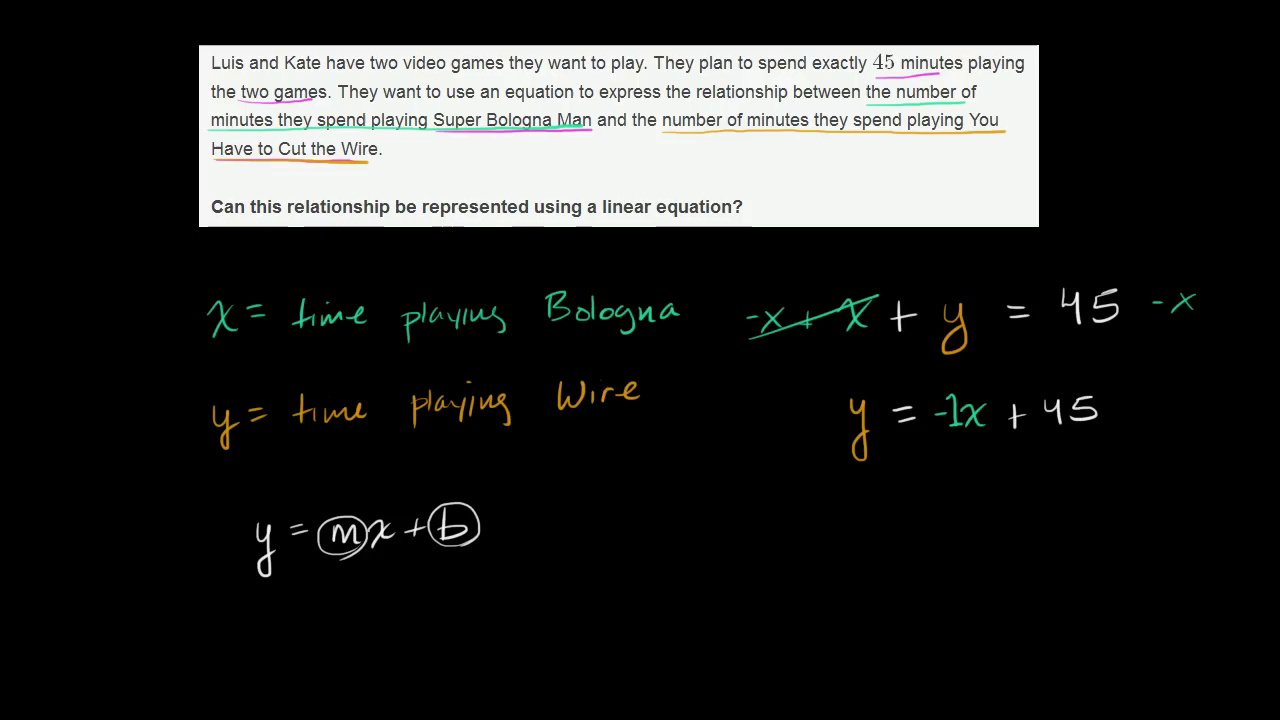 Luis and Kate have two video games they want to play. They plan to spend exactly 45 minutes playing
the two games. They want to use an equation to express the relationship between the number of
minutes they spend playing Super Bologna Man and the number of minutes they spend playing You
Have to Cut the Wire.
Can this relationship be represented using a linear equation?
x = time playing Bologna
-x + x + y = 45 -x
y = time playing Wire
y = -1x + 45
y = mx + b